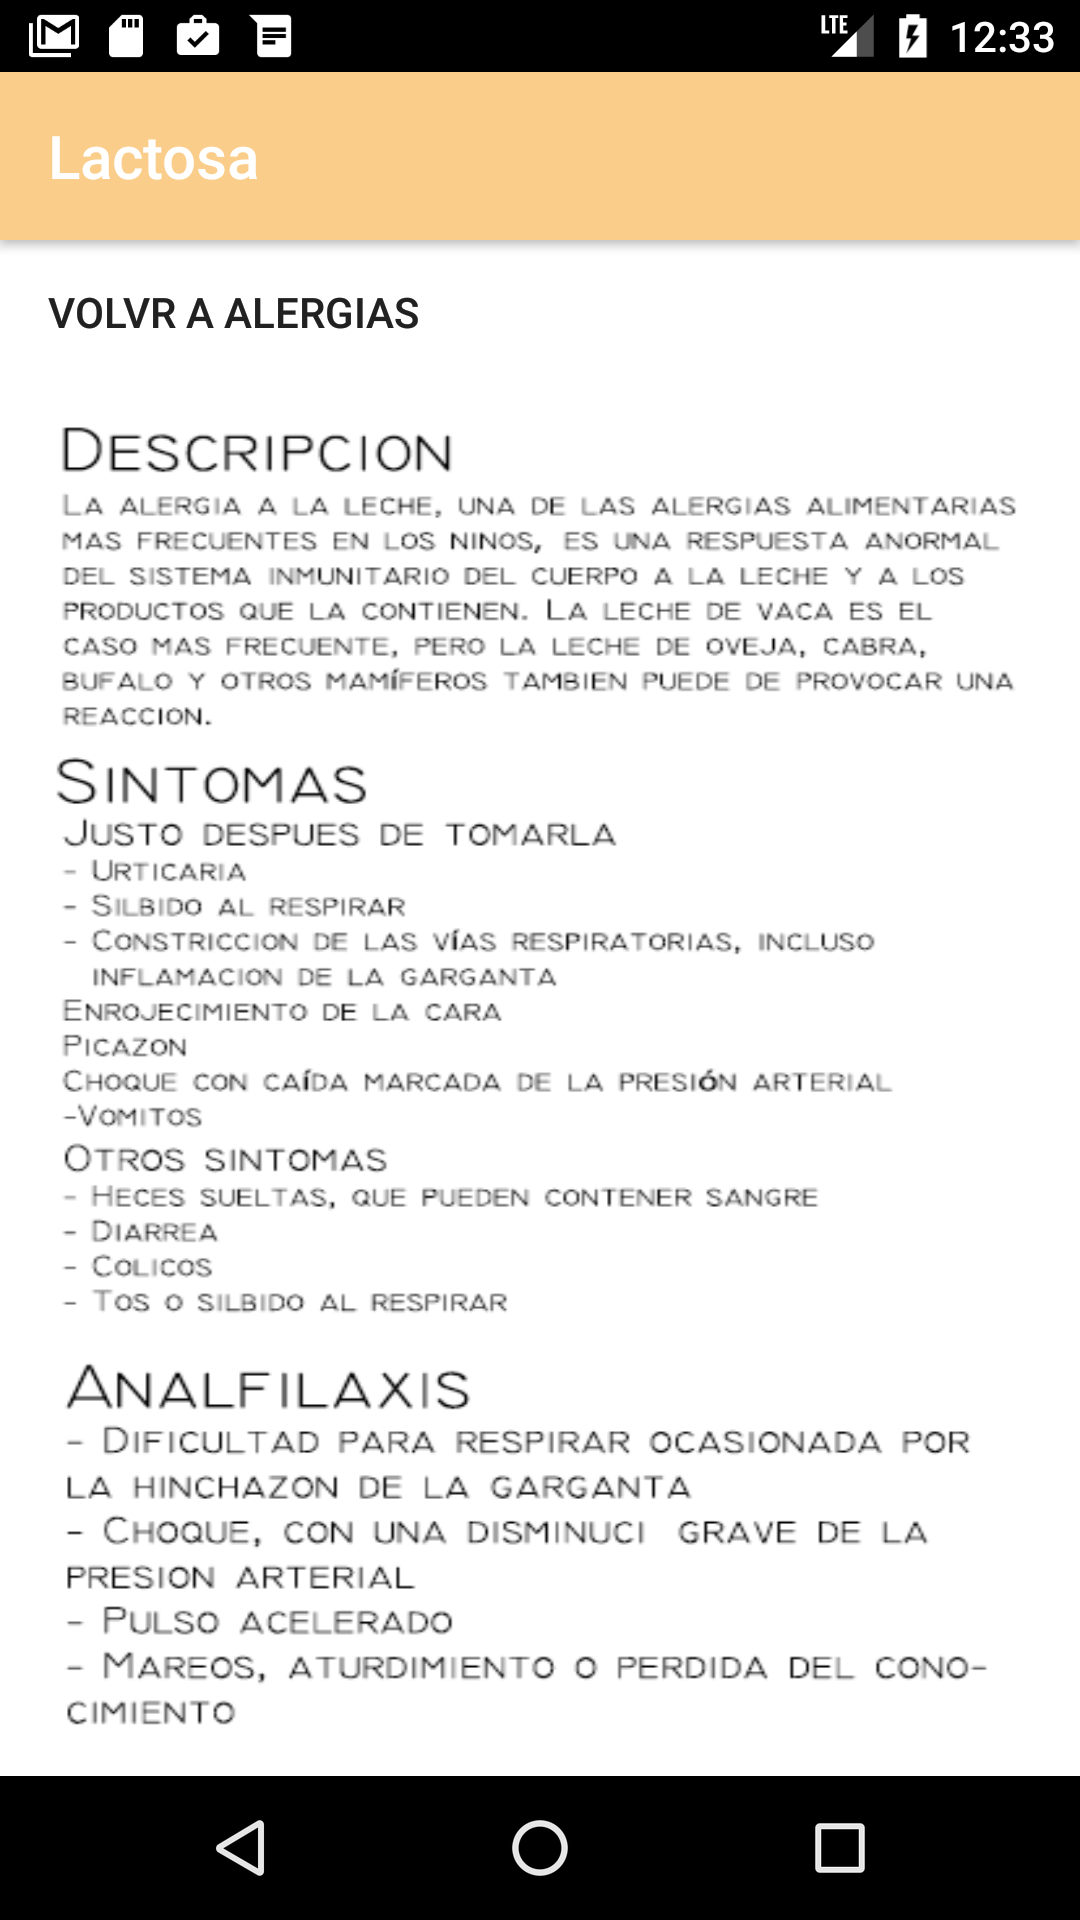 LTE 12:33
Lactosa
VOLVR A ALERGIAS
DESCRIPCION
LA ALERGIA A LA LECHE, UNA DE LAS ALERGIAS ALIMENTARIAS
MAS FRECUENTES EN LOS NINOS, ES UNA RESPUESTA ANORMAL
DEL SISTEMA INMUNITARIO DEL CUERPO A LA LECHE Y A LOS
PRODUCTOS QUE LA CONTIENEN. LA LECHE DE VACA ES EL
CASO MAS FRECUENTE, PERO LA LECHE DE OVEJA, CABRA,
BUFALO Y OTROS MAMÍFEROS TAMBIEN PUEDE DE PROVOCAR UNA
REACCION.
SINTOMAS
JUSTO DESPUES DE TOMARLA
- URTICARIA
- SILBIDO AL RESPIRAR
- CONSTRICCION DE LAS VÍAS RESPIRATORIAS, INCLUSO
INFLAMACION DE LA GARGANTA
ENROJECIMIENTO DE LA CARA
PICAZON
CHOQUE CON CAÍDA MARCADA DE LA PRESIÓN ARTERIAL
-VOMITOS
OTROS SINTOMAS
- HECES SUELTAS, QUE PUEDEN CONTENER SANGRE
- DIARREA
- COLICOS
- TOS O SILBIDO AL RESPIRAR
ANALFILAXIS
- DIFICULTAD PARA RESPIRAR OCASIONADA POR
LA HINCHAZON DE LA GARGANTA
- CHOQUE, CON UNA DISMINUCI GRAVE DE LA
PRESION ARTERIAL
- PULSO ACELERADO
- MAREOS, ATURDIMIENTO O PERDIDA DEL CONO-
CIMIENTO